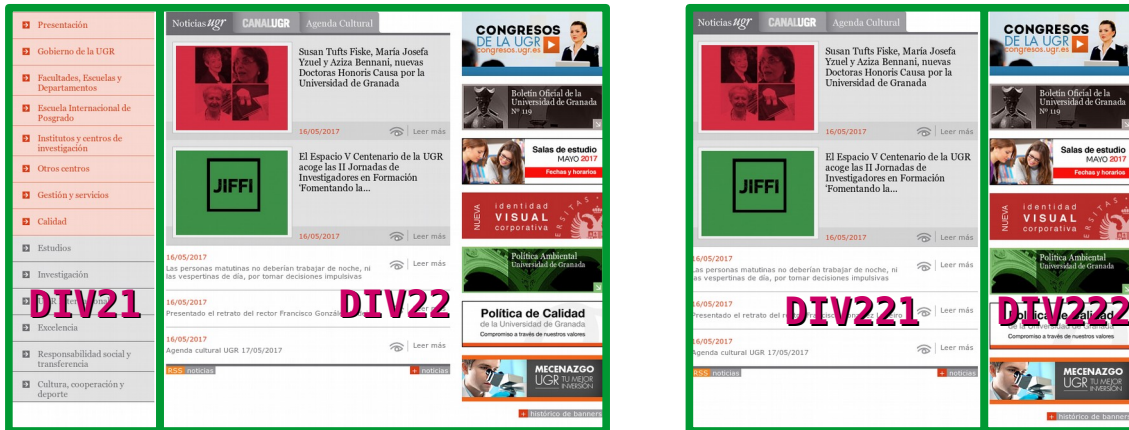 Presentación
Gobierno de la UGR
Facultades, Escuelas y
Departamentos
Escuela Internacional de
Posgrado
Institutos y centros de
investigación
Otros centros
Gestión y servicios
Calidad
Estudios
Investigación
DIV21
Excelencia
Responsabilidad social y
transferencia
Cultura, cooperación y
deporte
Noticias ugr CANALUGR Agenda Cultural
Susan Tufts Fiske, María Josefa
Yzuel y Aziza Bennani, nuevas
Doctoras Honoris Causa por la
Universidad de Granada
16/05/2017 Leer más
JIFFI
El Espacio V Centenario de la UGR
acoge las II Jornadas de
Investigadores en Formación
'Fomentando la...
16/05/2017 Leer más
16/05/2017
Las personas matutinas no deberían trabajar de noche, ni
las vespertinas de día, por tomar decisiones impulsivas
Leer más
16/05/2017
Presentado el retrato del rector Francisco
DIV22
16/05/2017
Agenda cultural UGR 17/05/2017
Leer más
RSS noticias + noticias
CONGRESOS
DE LA UGR
congresos.ugr.es
Boletín Oficial de la
Universidad de Granada
Nº 119
Salas de estudio
MAYO 2017
Fechas y horarios
NUEVA
identidad
VISUAL
corporativa
Política Ambiental
Universidad de Granada
Política de Calidad
de la Universidad de Granada
Compromiso a través de nuestros valores
MECENAZGO
UGR TU MEJOR
INVERSIÓN
+ histórico de banners
Noticias ugr CANALUGR Agenda Cultural
Susan Tufts Fiske, María Josefa
Yzuel y Aziza Bennani, nuevas
Doctoras Honoris Causa por la
Universidad de Granada
16/05/2017 Leer más
JIFFI
El Espacio V Centenario de la UGR
acoge las II Jornadas de
Investigadores en Formación
'Fomentando la...
16/05/2017 Leer más
16/05/2017
Las personas matutinas no deberían trabajar de noche, ni
las vespertinas de día, por tomar decisiones impulsivas
Leer más
16/05/2017
Presentado el retrato del
DIV221
Leer más
16/05/2017
Agenda cultural UGR 17/05/2017
Leer más
RSS noticias + noticias
CONGRESOS
DE LA UGR
congresos.ugr.es
Boletín Oficial de la
Universidad de Granada
Nº 119
Salas de estudio
MAYO 2017
Fechas y horarios
NUEVA
identidad
VISUAL
corporativa
Política Ambiental
Universidad de Granada
DIV222
Compromiso a través de nuestros valores
MECENAZGO
UGR TU MEJOR
INVERSIÓN
+ histórico de banners